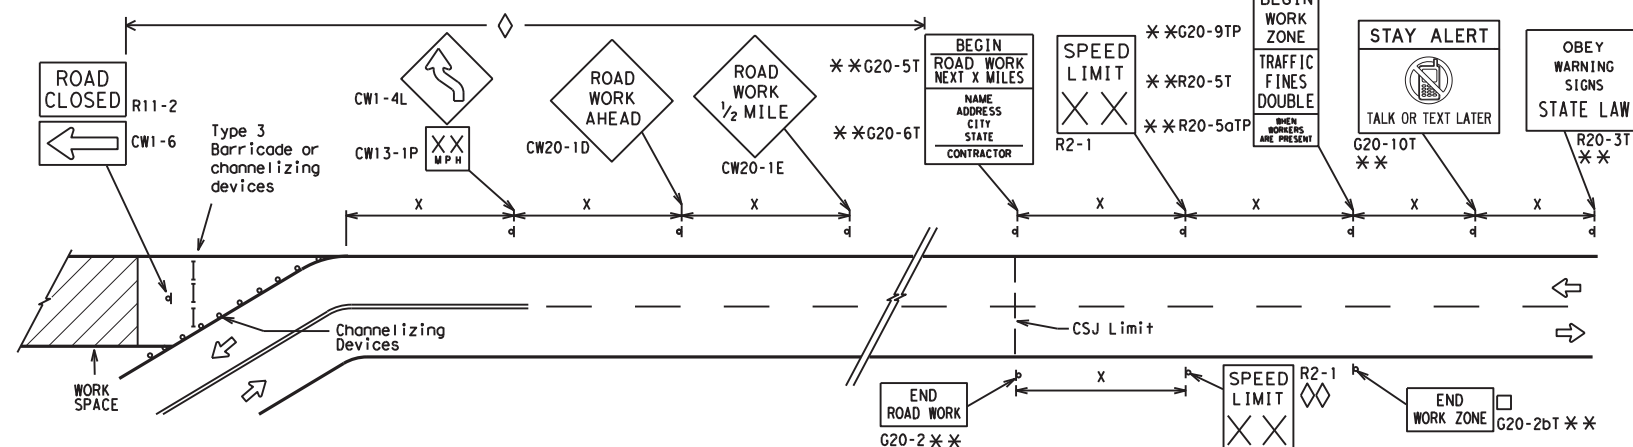 ROAD
CLOSED
R11-2
CW1-6
Type 3
Barricade or
channelizing
devices
CW1-4L
XX
MPH
CW13-1P
ROAD
WORK
AHEAD
CW20-1D
ROAD
WORK
1/2 MILE
CW20-1E
**G20-5T
BEGIN
ROAD WORK
NEXT X MILES
**G20-6T
NAME
ADDRESS
CITY
STATE
CONTRACTOR
SPEED
LIMIT
XX
R2-1
BEGIN
WORK
ZONE
**G20-9TP
TRAFFIC
FINES
DOUBLE
**R20-5T
WHEN
WORKERS
ARE PRESENT
**R20-5aTP
STAY ALERT
TALK OR TEXT LATER
G20-10T
**
OBEY
WARNING
SIGNS
STATE LAW
R20-3T
**
X
X
X
X
X
X
X
Channelizing
Devices
WORK
SPACE
CSJ Limit
X
END
ROAD WORK
G20-2 **
SPEED
LIMIT
XX
R2-1
END
WORK ZONE
G20-2bT **